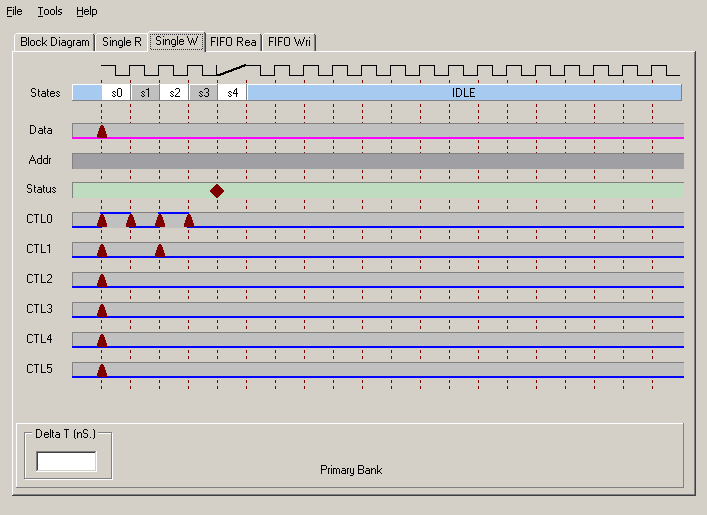 File Tools Help
Block Diagram Single R Single W FIFO Rea FIFO Wri
States s0 s1 s2 s3 s4 IDLE
Data
Addr
Status
CTL0
CTL1
CTL2
CTL3
CTL4
CTL5
Delta T (nS.)
Primary Bank